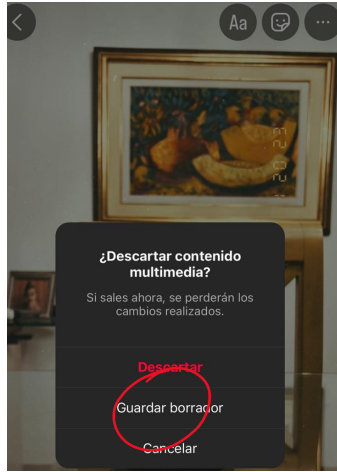 Aa
¿Descartar contenido
multimedia?
Si sales ahora, se perderán los
cambios realizados.
Descartar
Guardar borrador
Cancelar